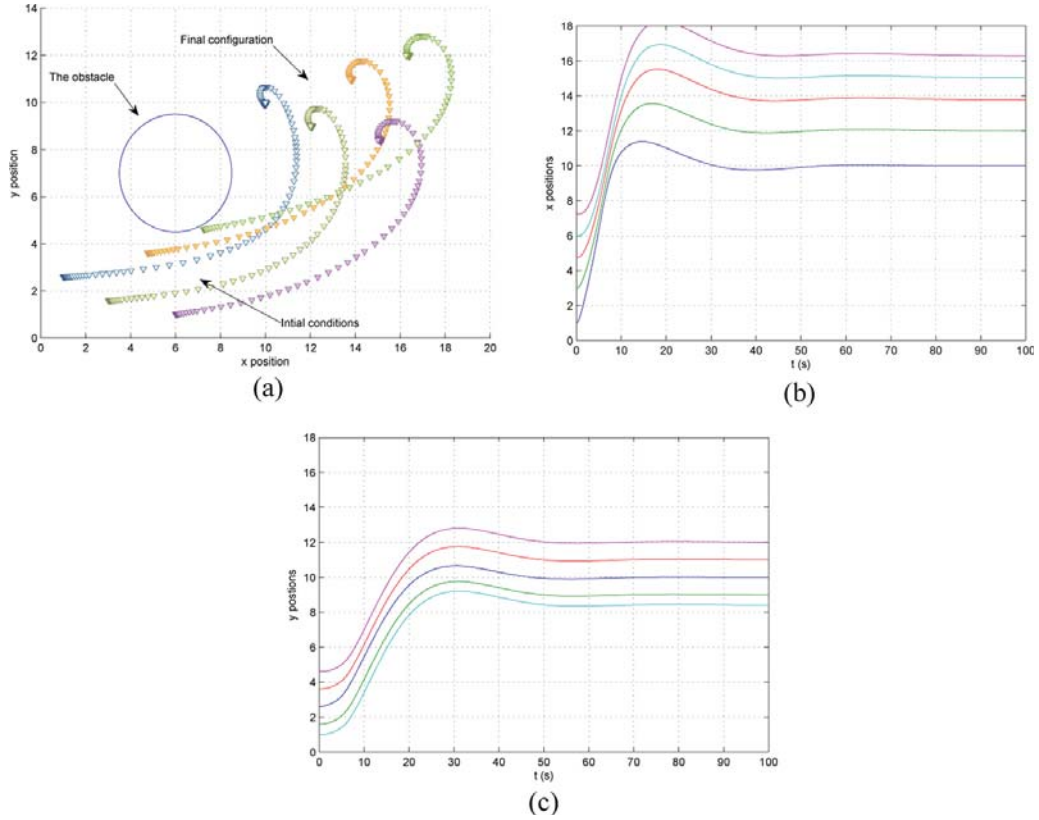 14
12
10
8
6
4
2
0
y position
0 2 4 6 8 10 12 14 16 18 20
x position
The obstacle
Final configuration
Intial conditions
(a)
18
16
14
12
10
8
6
4
2
0
x positions
0 10 20 30 40 50 60 70 80 90 100
t (s)
(b)
18
16
14
12
10
8
6
4
2
0
y postions
0 10 20 30 40 50 60 70 80 90 100
t (s)
(c)